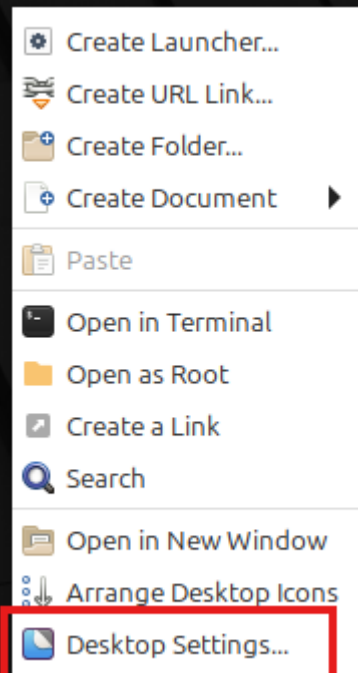 Create Launcher...
Create URL Link...
Create Folder...
Create Document
Paste
Open in Terminal
Open as Root
Create a Link
Search
Open in New Window
Arrange Desktop Icons
Desktop Settings...